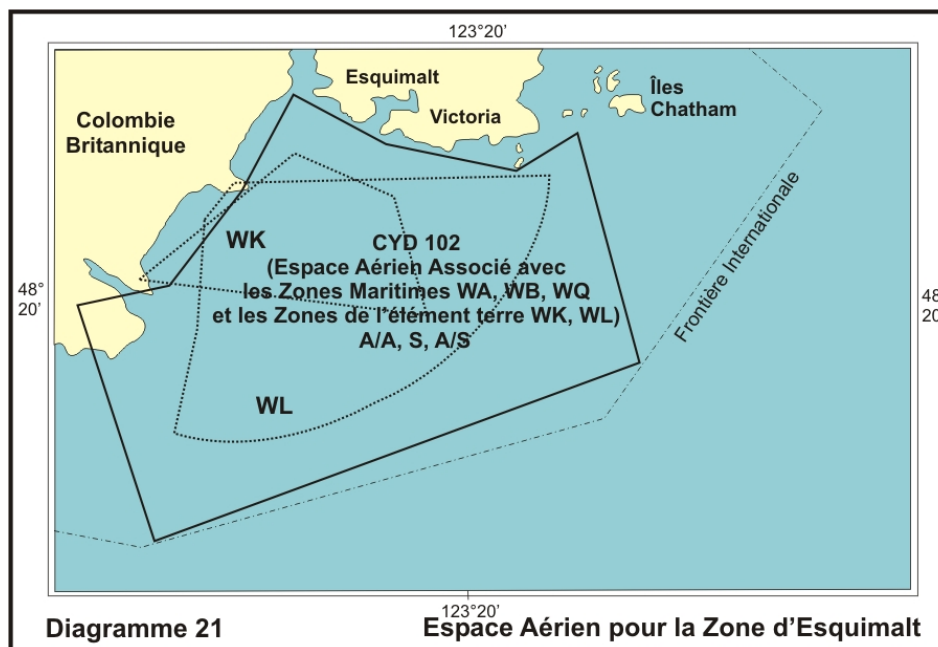 123°20'
Esquimalt
Îles
Chatham
Victoria
Colombie
Britannique
Frontière Internationale
WK
CYD 102
(Espace Aérien Associé avec
les Zones Maritimes WA, WB, WQ
et les Zones de l'élément terre WK, WL)
A/A, S, A/S
48°
20'
48
20
WL
123°20'
Diagramme 21
Espace Aérien pour la Zone d'Esquimalt